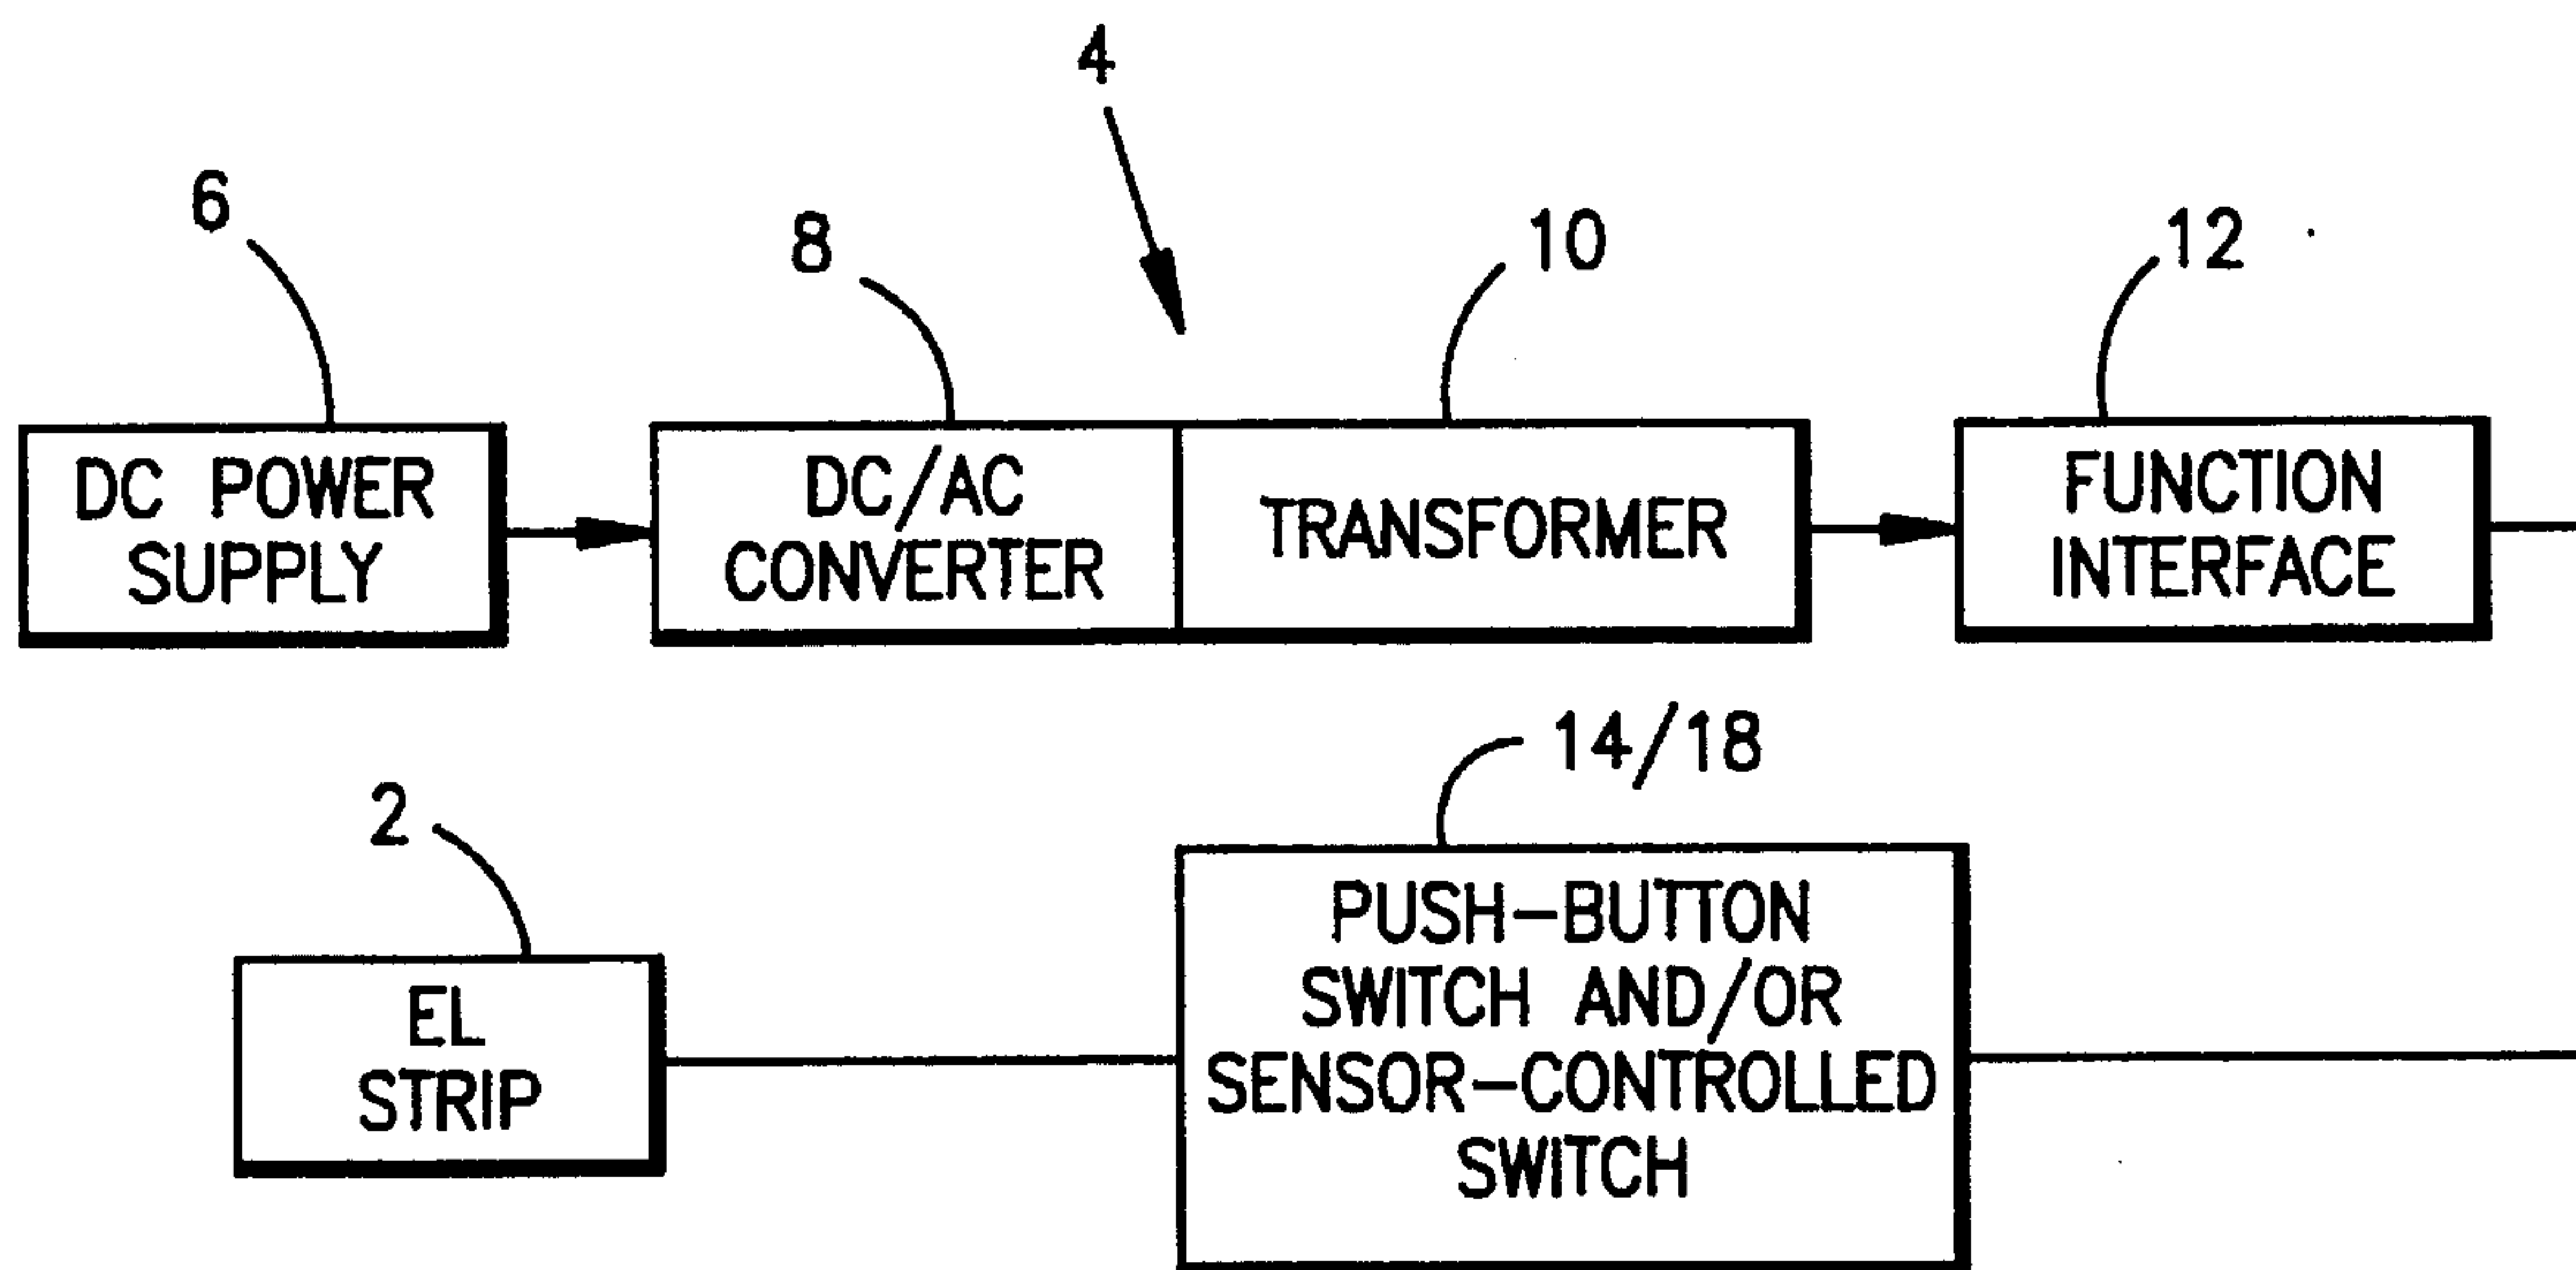 4
6
8
10
12
DC POWER
SUPPLY
DC/AC
CONVERTER
TRANSFORMER
FUNCTION
INTERFACE
14/18
2
PUSH-BUTTON
SWITCH AND/OR
SENSOR-CONTROLLED
SWITCH
EL
STRIP